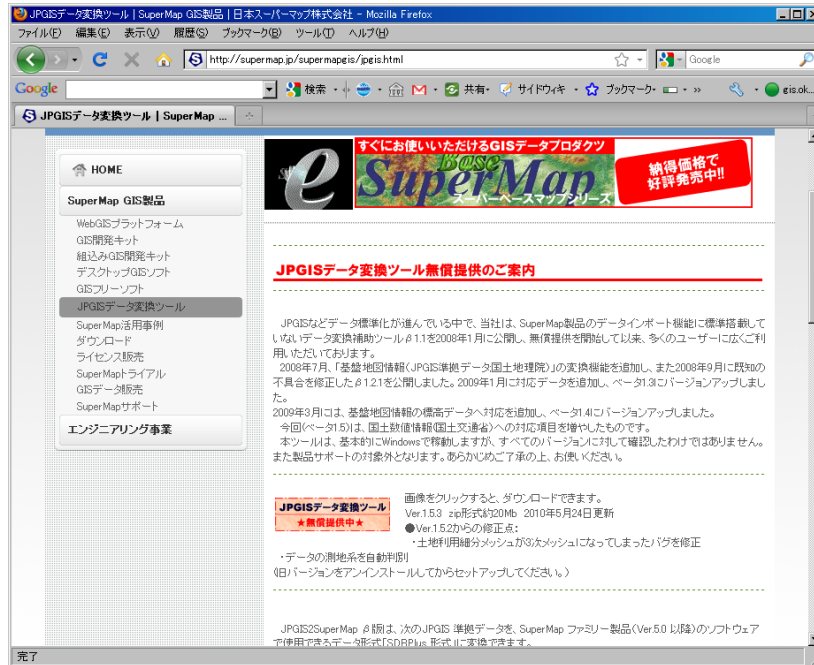 JPGISデータ変換ツール | SuperMap GIS製品 | 日本スーパーマップ株式会社 - Mozilla Firefox
ファイル(F) 編集(E) 表示(V) 履歴(S) ブックマーク(B) ツール(T) ヘルプ(H)
http://supermap.jp/supermapgis/jpgis.html
Google
Google 検索 共有 サイドウィキ ブックマーク gis.ok...
JPGISデータ変換ツール | SuperMap ...
HOME
SuperMap GIS製品
WebGISプラットフォーム
GIS開発キット
組込みGIS開発キット
デスクトップGISソフト
GISフリーソフト
JPGISデータ変換ツール
SuperMap活用事例
ダウンロード
ライセンス販売
SuperMapトライアル
GISデータ販売
SuperMapサポート
エンジニアリング事業
すぐにお使いいただけるGISデータプロダクツ
Base
SuperMap
スーパーベースマップシリーズ
納得価格で
好評発売中!!
JPGISデータ変換ツール無償提供のご案内
JPGISなどデータ標準化が進んでいる中で、当社は、SuperMap製品のデータインポート機能に標準搭載して
いないデータ変換補助ツールβ1.1を2008年1月に公開し、無償提供を開始して以来、多くのユーザーに広くご利
用いただいております。
2008年7月、「基盤地図情報(JPGIS準拠データ国土地理院)の変換機能を追加し、また2008年9月に既知の
不具合を修正したβ1.21を公開しました。2009年1月に対応データを追加し、ベータ1.3にバージョンアップしまし
た。
2009年3月には、基盤地図情報の標高データへ対応を追加し、ベータ1.4にバージョンアップしました。
今回(ベータ1.5)は、国土数値情報(国土交通省)への対応項目を増やしたものです。
本ツールは、基本的にWindowsで稼動しますが、すべてのバージョンに対して確認したわけではありません。
また製品サポートの対象外となります。あらかじめご了承の上、お使いください。
JPGISデータ変換ツール
★無償提供中★
画像をクリックすると、ダウンロードできます。
Ver.1.5.3 zip形式約20Mb 2010年5月24日更新
●Ver.1.5.2からの修正点:
・土地利用細分メッシュが3次メッシュになってしまったバグを修正
・データの測地系を自動判別
(旧バージョンをアンインストールしてからセットアップしてください。)
JPGIS2SuperMap β版は、次のJPGIS 準拠データを、SuperMap ファミリー製品(Ver.5.0 以降)のソフトウェア
で使用できるデータ形式「SDBPlus 形式」に変換できます。
完了